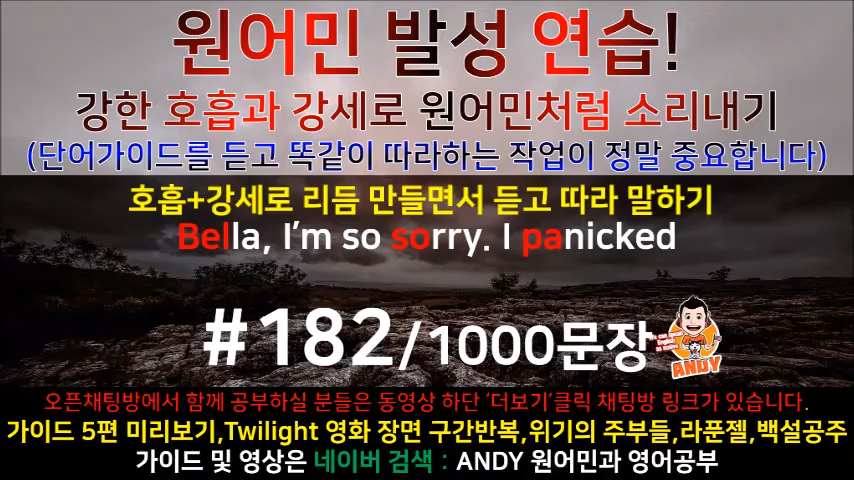 원어민 발성 연습!
강한 호흡과 강세로 원어민처럼 소리내기
(단어가이드를 듣고 똑같이 따라하는 작업이 정말 중요합니다)
호흡+강세로 리듬 만들면서 듣고 따라 말하기
Bella, I'm so sorry. I panicked
#182/1000문장
ANDY
오픈채팅방에서 함께 공부하실 분들은 동영상 하단 '더보기'클릭 채팅방 링크가 있습니다.
가이드 5편 미리보기,Twilight 영화 장면 구간반복,위기의 주부들,라푼젤,백설공주
가이드 및 영상은 네이버 검색 : ANDY 원어민과 영어공부